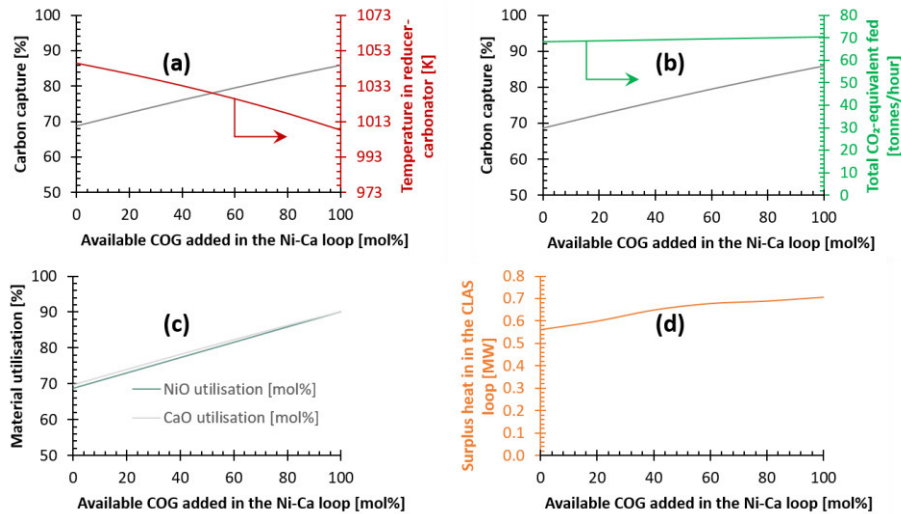 (a)
Carbon capture [%]
100
90
80
70
60
50
1073
1053
1033
1013
993
973
Temperature in reducer-
carbonator [K]
0 20 40 60 80 100
Available COG added in the Ni-Ca loop [mol%]
(b)
Carbon capture [%]
100
90
80
70
60
50
80
70
60
50
40
30
20
10
0
Total CO₂-equivalent fed
[tonnes/hour]
0 20 40 60 80 100
Available COG added in the Ni-Ca loop [mol%]
(c)
Material utilisation [%]
100
90
80
70
60
50
NiO utilisation [mol%]
CaO utilisation [mol%]
0 20 40 60 80 100
Available COG added in the Ni-Ca loop [mol%]
(d)
Surplus heat in in the CLAS
loop [MW]
0.8
0.7
0.6
0.5
0.4
0.3
0.2
0.1
0.0
0 20 40 60 80 100
Available COG added in the Ni-Ca loop [mol%]